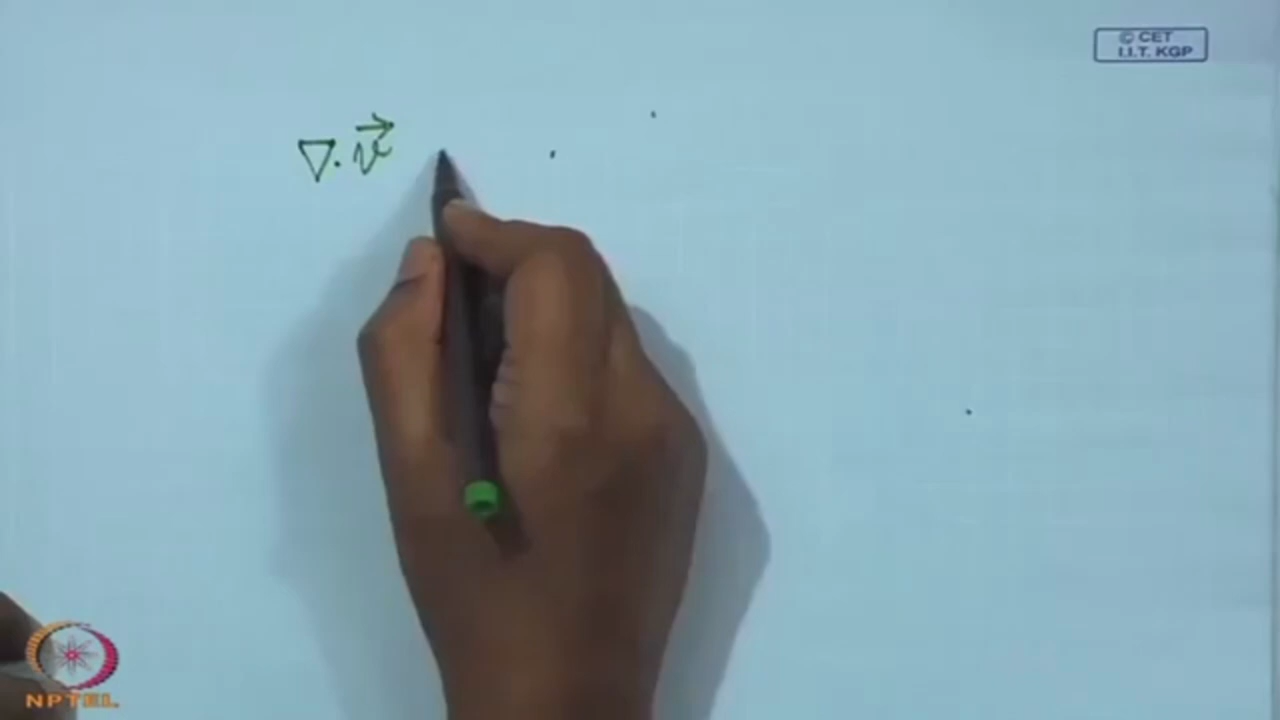 © CET
I.I.T. KGP
∇. v⃗
NPTEL